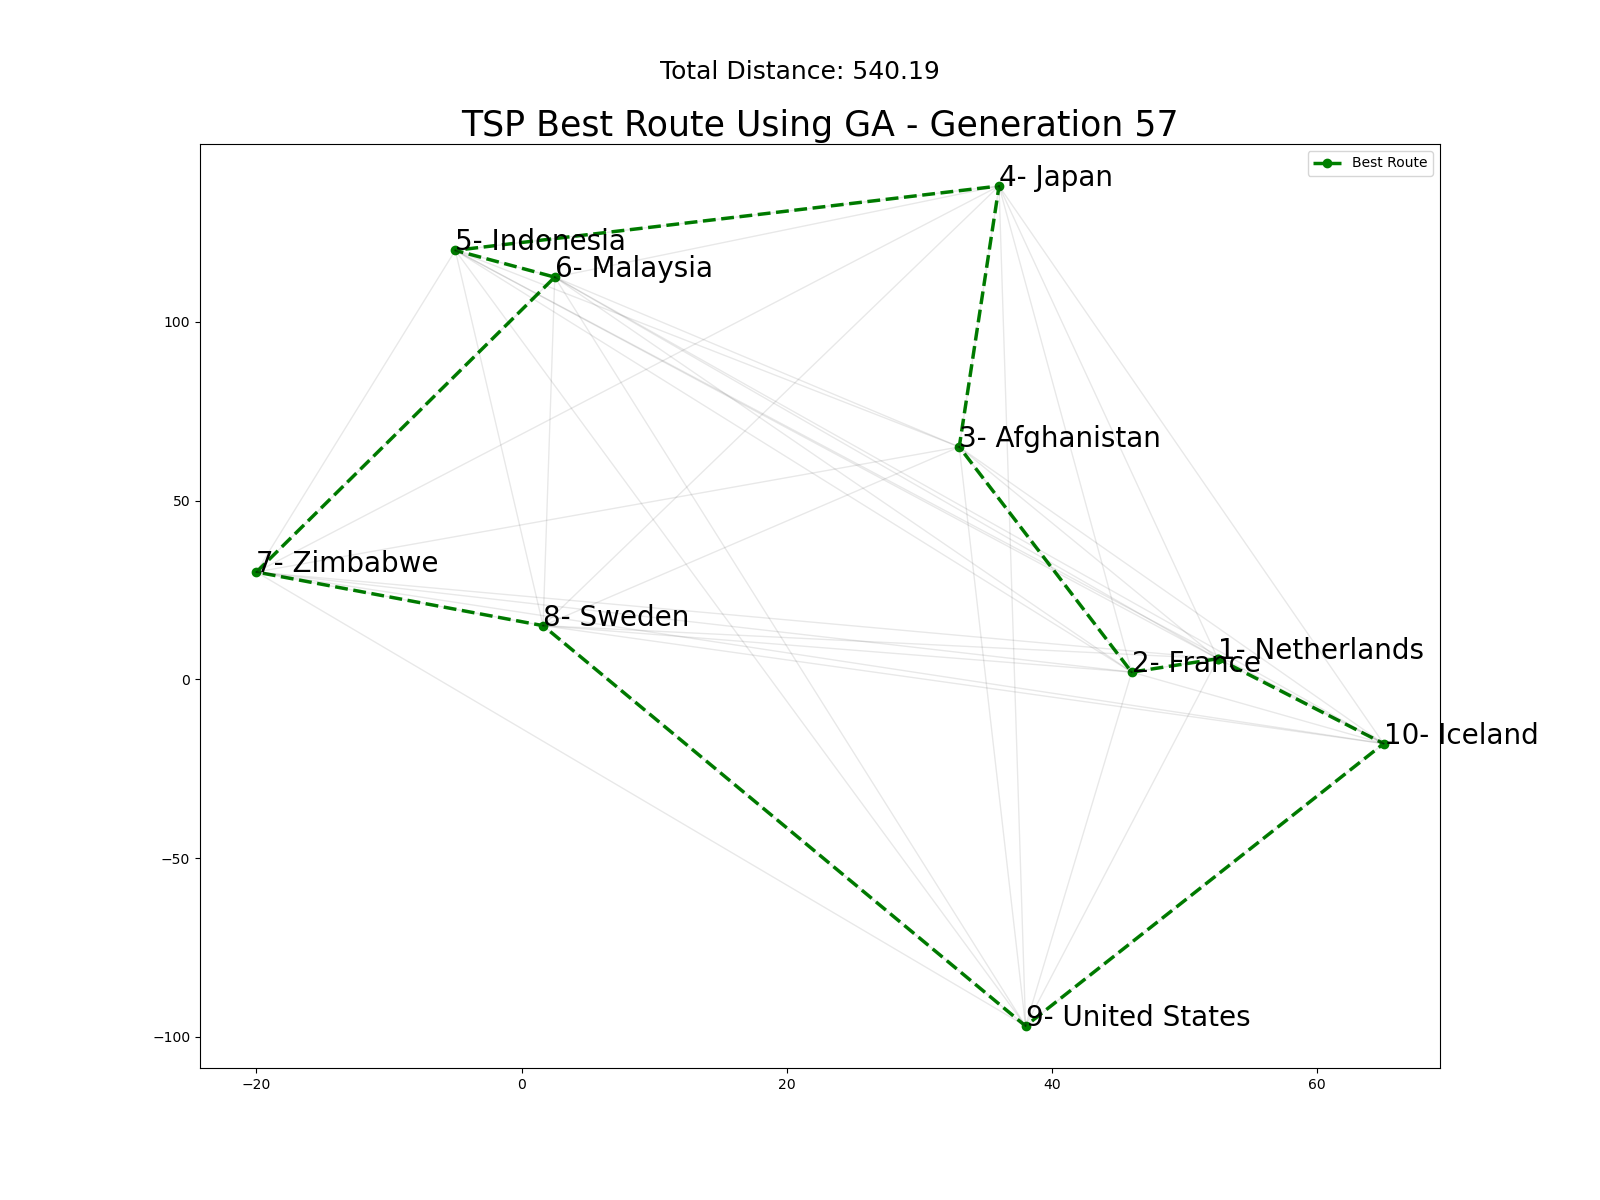 Total Distance: 540.19
TSP Best Route Using GA - Generation 57
Best Route
4- Japan
5- Indonesia
6- Malaysia
100
3- Afghanistan
50
7- Zimbabwe
8- Sweden
1- Netherlands
2- France
0
10- Iceland
−50
9- United States
−100
−20 0 20 40 60